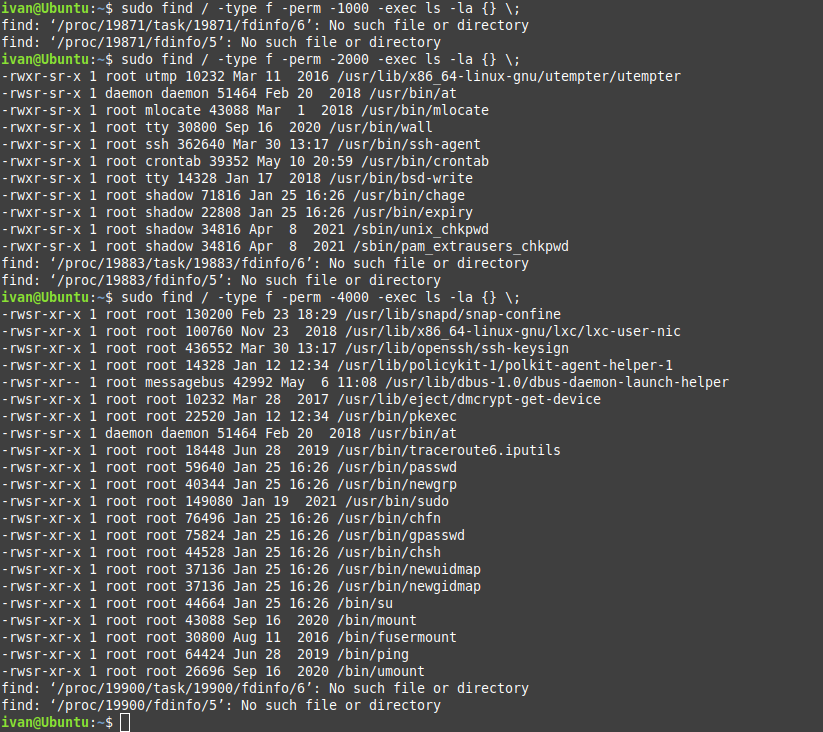 ivan@Ubuntu:~$ sudo find / -type f -perm -1000 -exec ls -la {} \;
find: ‘/proc/19871/task/19871/fdinfo/6’: No such file or directory
find: ‘/proc/19871/fdinfo/5’: No such file or directory
ivan@Ubuntu:~$ sudo find / -type f -perm -2000 -exec ls -la {} \;
-rwxr-sr-x 1 root utmp 10232 Mar 11  2016 /usr/lib/x86_64-linux-gnu/utempter/utempter
-rwsr-sr-x 1 daemon daemon 51464 Feb 20  2018 /usr/bin/at
-rwxr-sr-x 1 root mlocate 43088 Mar  1  2018 /usr/bin/mlocate
-rwxr-sr-x 1 root tty 30800 Sep 16  2020 /usr/bin/wall
-rwxr-sr-x 1 root ssh 362640 Mar 30 13:17 /usr/bin/ssh-agent
-rwxr-sr-x 1 root crontab 39352 May 10 20:59 /usr/bin/crontab
-rwxr-sr-x 1 root tty 14328 Jan 17  2018 /usr/bin/bsd-write
-rwxr-sr-x 1 root shadow 71816 Jan 25 16:26 /usr/bin/chage
-rwxr-sr-x 1 root shadow 22808 Jan 25 16:26 /usr/bin/expiry
-rwxr-sr-x 1 root shadow 34816 Apr  8  2021 /sbin/unix_chkpwd
-rwxr-sr-x 1 root shadow 34816 Apr  8  2021 /sbin/pam_extrausers_chkpwd
find: ‘/proc/19883/task/19883/fdinfo/6’: No such file or directory
find: ‘/proc/19883/fdinfo/5’: No such file or directory
ivan@Ubuntu:~$ sudo find / -type f -perm -4000 -exec ls -la {} \;
-rwsr-xr-x 1 root root 130200 Feb 23 18:29 /usr/lib/snapd/snap-confine
-rwsr-xr-x 1 root root 100760 Nov 23  2018 /usr/lib/x86_64-linux-gnu/lxc/lxc-user-nic
-rwsr-xr-x 1 root root 436552 Mar 30 13:17 /usr/lib/openssh/ssh-keysign
-rwsr-xr-x 1 root root 14328 Jan 12 12:34 /usr/lib/policykit-1/polkit-agent-helper-1
-rwsr-xr-- 1 root messagebus 42992 May  6 11:08 /usr/lib/dbus-1.0/dbus-daemon-launch-helper
-rwsr-xr-x 1 root root 10232 Mar 28  2017 /usr/lib/eject/dmcrypt-get-device
-rwsr-xr-x 1 root root 22520 Jan 12 12:34 /usr/bin/pkexec
-rwsr-sr-x 1 daemon daemon 51464 Feb 20  2018 /usr/bin/at
-rwsr-xr-x 1 root root 18448 Jun 28  2019 /usr/bin/traceroute6.iputils
-rwsr-xr-x 1 root root 59640 Jan 25 16:26 /usr/bin/passwd
-rwsr-xr-x 1 root root 40344 Jan 25 16:26 /usr/bin/newgrp
-rwsr-xr-x 1 root root 149080 Jan 19  2021 /usr/bin/sudo
-rwsr-xr-x 1 root root 76496 Jan 25 16:26 /usr/bin/chfn
-rwsr-xr-x 1 root root 75824 Jan 25 16:26 /usr/bin/gpasswd
-rwsr-xr-x 1 root root 44528 Jan 25 16:26 /usr/bin/chsh
-rwsr-xr-x 1 root root 37136 Jan 25 16:26 /usr/bin/newuidmap
-rwsr-xr-x 1 root root 37136 Jan 25 16:26 /usr/bin/newgidmap
-rwsr-xr-x 1 root root 44664 Jan 25 16:26 /bin/su
-rwsr-xr-x 1 root root 43088 Sep 16  2020 /bin/mount
-rwsr-xr-x 1 root root 30800 Aug 11  2016 /bin/fusermount
-rwsr-xr-x 1 root root 64424 Jun 28  2019 /bin/ping
-rwsr-xr-x 1 root root 26696 Sep 16  2020 /bin/umount
find: ‘/proc/19900/task/19900/fdinfo/6’: No such file or directory
find: ‘/proc/19900/fdinfo/5’: No such file or directory
ivan@Ubuntu:~$